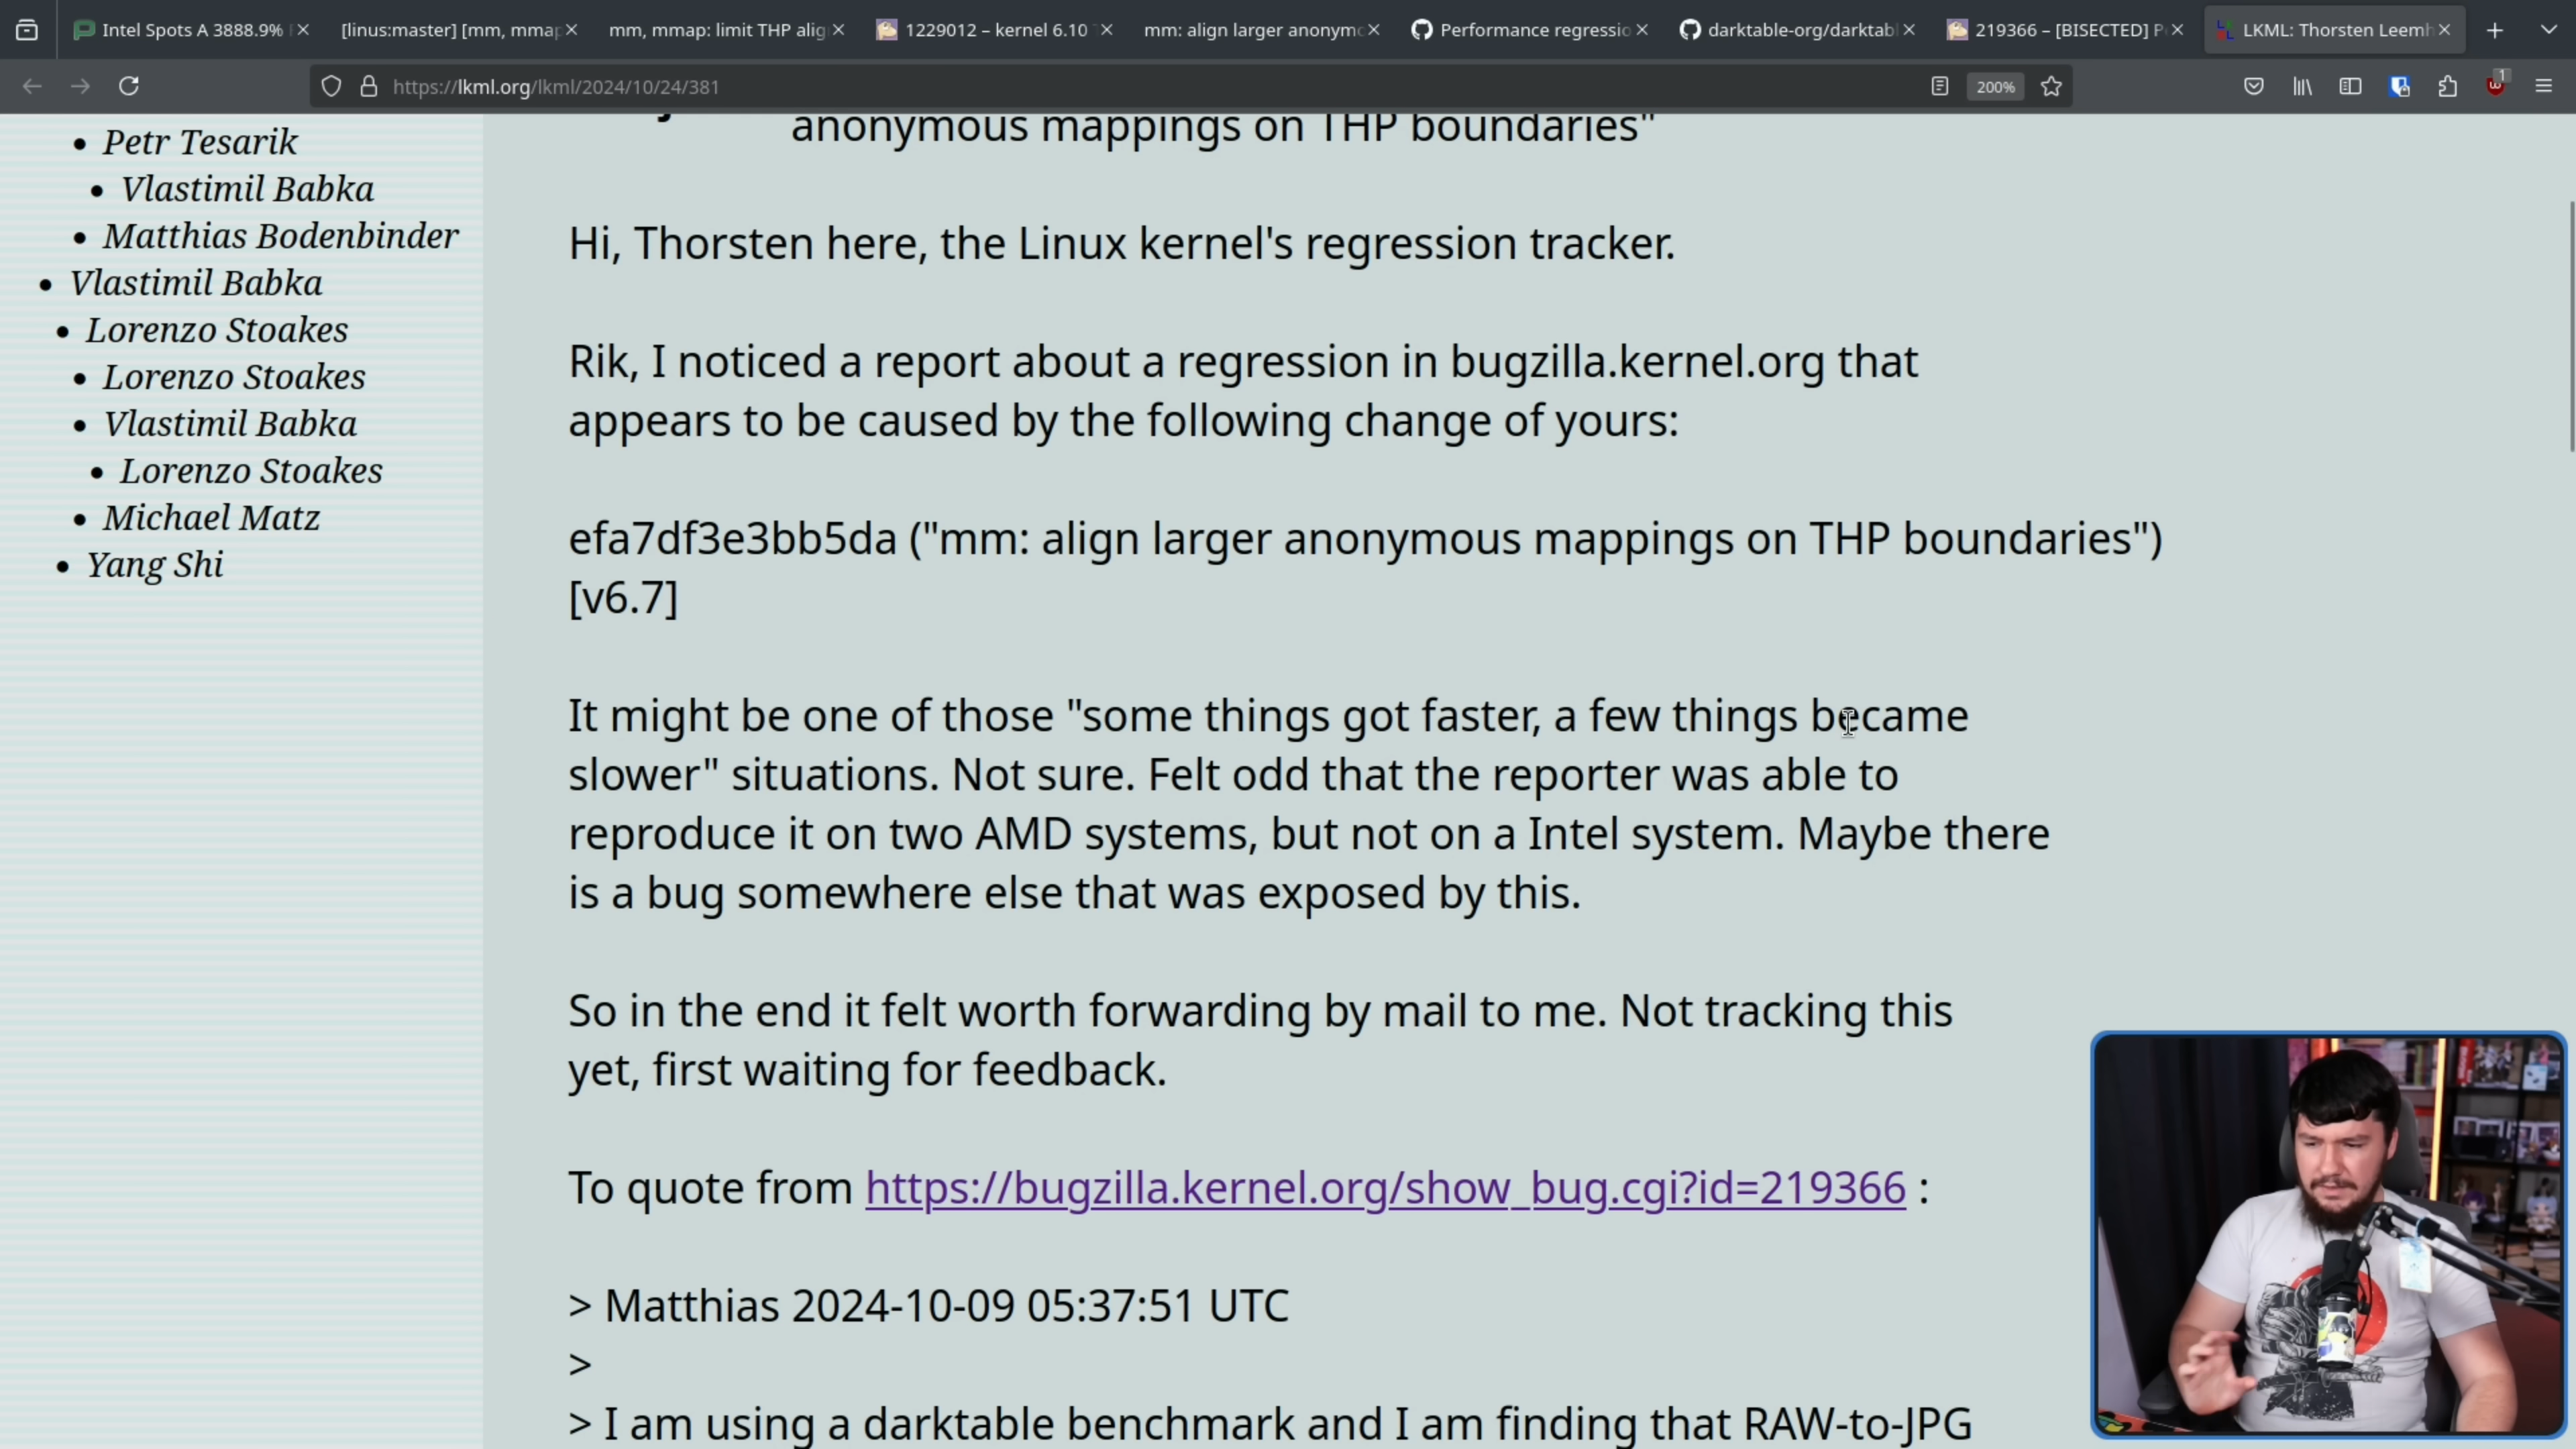 Intel Spots A 3888.9%
[linus:master] [mm, mmap
mm, mmap: limit THP alig
1229012 – kernel 6.10
mm: align larger anonymo
Performance regressio
darktable-org/darktabl
219366 – [BISECTED] P
LKML: Thorsten Leemh
https://lkml.org/lkml/2024/10/24/381
200%
1
Petr Tesarik
Vlastimil Babka
Matthias Bodenbinder
Vlastimil Babka
Lorenzo Stoakes
Lorenzo Stoakes
Vlastimil Babka
Lorenzo Stoakes
Michael Matz
Yang Shi
anonymous mappings on THP boundaries"
Hi, Thorsten here, the Linux kernel's regression tracker.
Rik, I noticed a report about a regression in bugzilla.kernel.org that
appears to be caused by the following change of yours:
efa7df3e3bb5da ("mm: align larger anonymous mappings on THP boundaries")
[v6.7]
It might be one of those "some things got faster, a few things became
slower" situations. Not sure. Felt odd that the reporter was able to
reproduce it on two AMD systems, but not on a Intel system. Maybe there
is a bug somewhere else that was exposed by this.
So in the end it felt worth forwarding by mail to me. Not tracking this
yet, first waiting for feedback.
To quote from https://bugzilla.kernel.org/show_bug.cgi?id=219366 :
> Matthias 2024-10-09 05:37:51 UTC
>
> I am using a darktable benchmark and I am finding that RAW-to-JPG